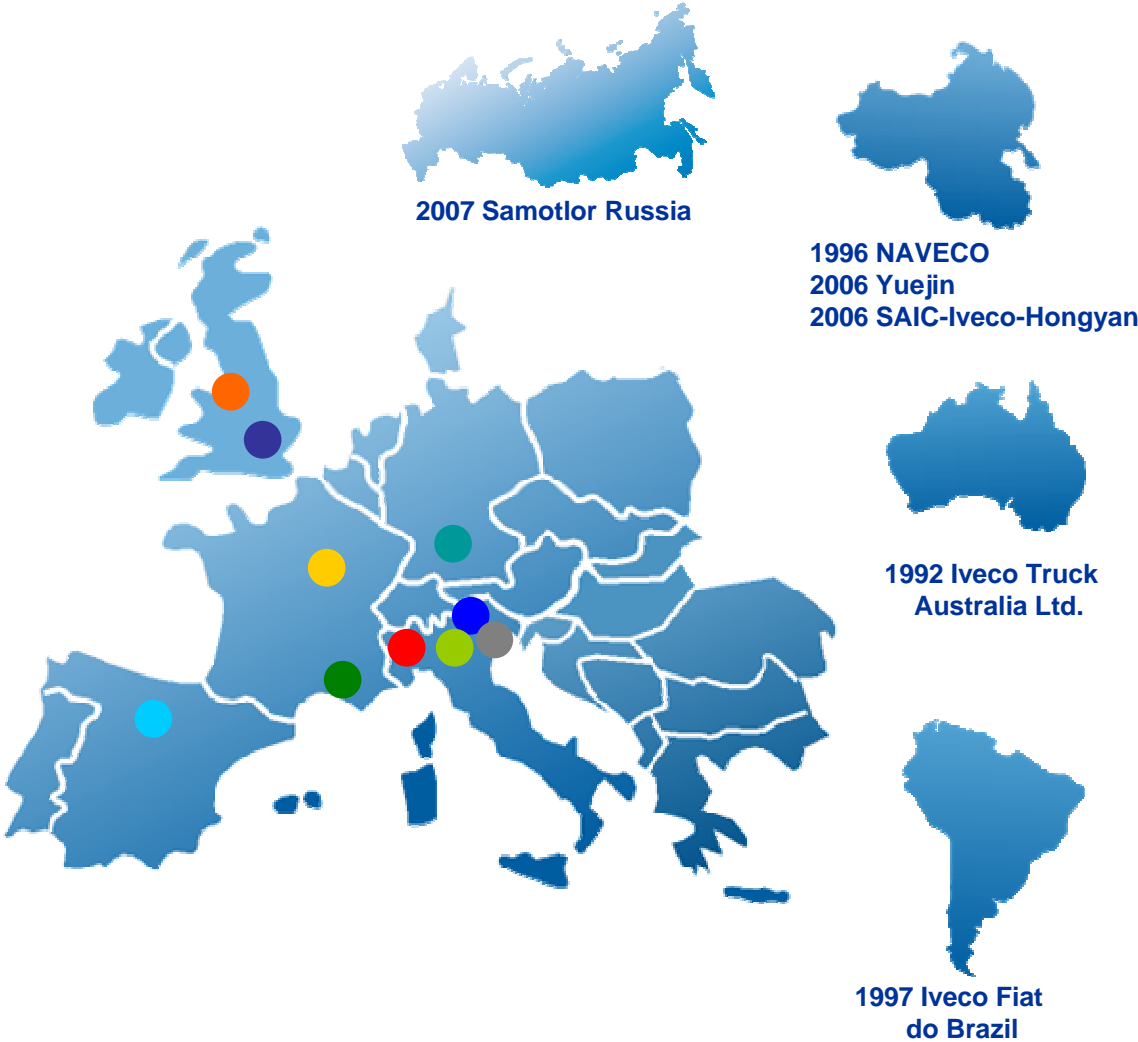 2007 Samotlor Russia
1996 NAVECO
2006 Yuejin
2006 SAIC-Iveco-Hongyan
1992 Iveco Truck
Australia Ltd.
1997 Iveco Fiat
do Brazil